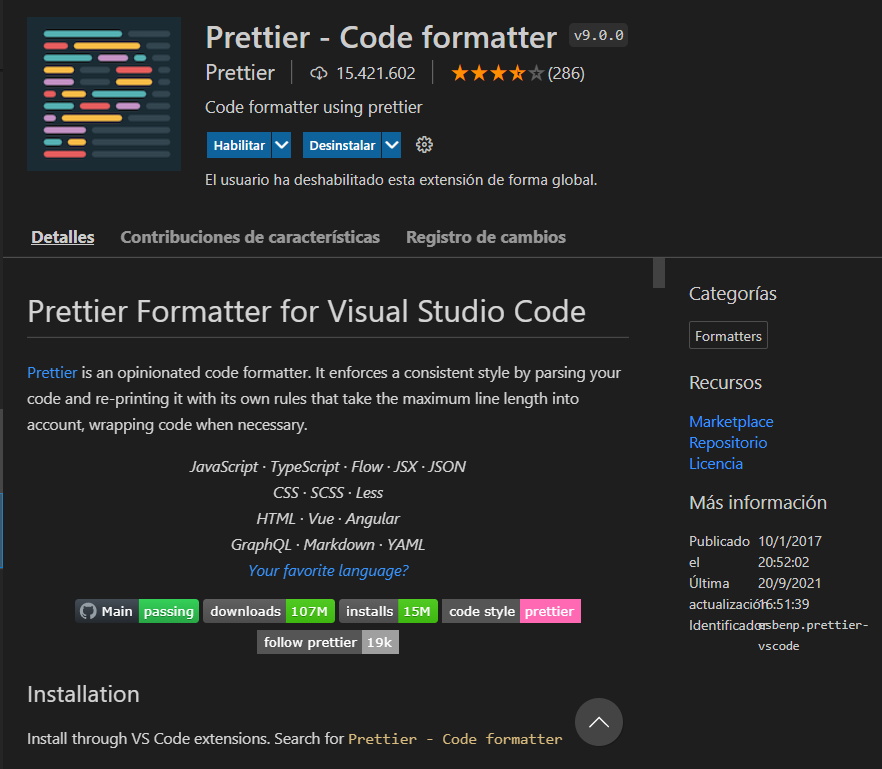 Prettier - Code formatter v9.0.0
Prettier 15.421.602 (286)
Code formatter using prettier
Habilitar Desinstalar
El usuario ha deshabilitado esta extensión de forma global.
Detalles Contribuciones de características Registro de cambios
Prettier Formatter for Visual Studio Code
Prettier is an opinionated code formatter. It enforces a consistent style by parsing your
code and re-printing it with its own rules that take the maximum line length into
account, wrapping code when necessary.
JavaScript · TypeScript · Flow · JSX · JSON
CSS · SCSS · Less
HTML · Vue · Angular
GraphQL · Markdown · YAML
Your favorite language?
Main passing downloads 107M installs 15M code style prettier
follow prettier 19k
Installation
Install through VS Code extensions. Search for Prettier - Code formatter
Categorías
Formatters
Recursos
Marketplace
Repositorio
Licencia
Más información
Publicado 10/1/2017
el 20:52:02
Última 20/9/2021
actualización 16:51:39
Identificador esbenp.prettier-
vscode